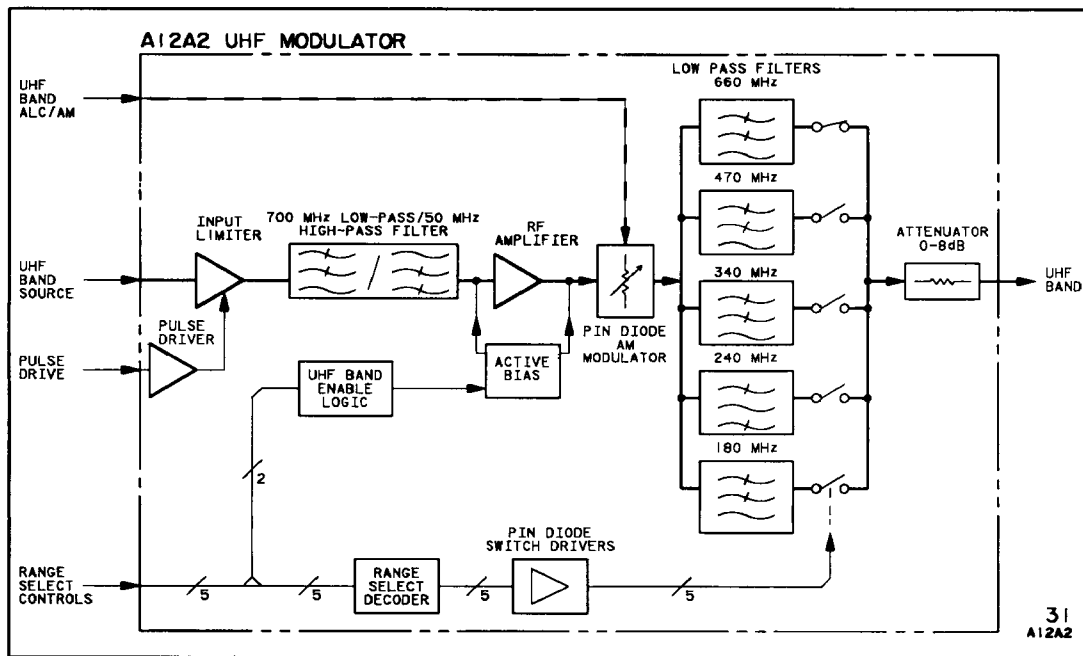 A12A2 UHF MODULATOR
UHF
BAND
ALC/AM
LOW PASS FILTERS
660 MHz
470 MHz
340 MHz
240 MHz
180 MHz
INPUT
LIMITER
700 MHz LOW-PASS/50 MHz
HIGH-PASS FILTER
/
RF
AMPLIFIER
ATTENUATOR
0-8dB
UHF
BAND
SOURCE
UHF
BAND
PULSE
DRIVER
PIN DIODE
AM
MODULATOR
PULSE
DRIVE
UHF BAND
ENABLE
LOGIC
ACTIVE
BIAS
2
PIN DIODE
SWITCH DRIVERS
RANGE
SELECT
CONTROLS
5
5
RANGE
SELECT
DECODER
5
5
31
A12A2